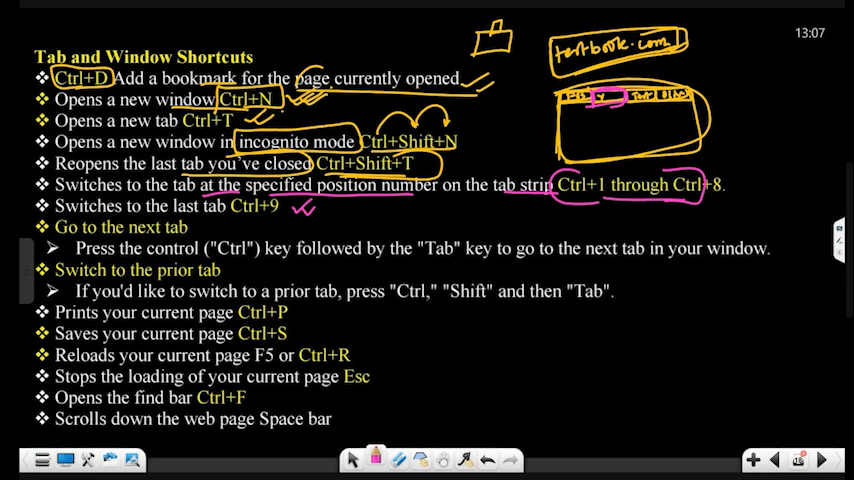 13:07
testbook.com
Tab and Window Shortcuts
❖ Ctrl+D Add a bookmark for the page currently opened
❖ Opens a new window Ctrl+N
❖ Opens a new tab Ctrl+T
❖ Opens a new window in incognito mode Ctrl+Shift+N
❖ Reopens the last tab you've closed Ctrl+Shift+T
❖ Switches to the tab at the specified position number on the tab strip Ctrl+1 through Ctrl+8.
❖ Switches to the last tab Ctrl+9
❖ Go to the next tab
➢ Press the control ("Ctrl") key followed by the "Tab" key to go to the next tab in your window.
❖ Switch to the prior tab
➢ If you'd like to switch to a prior tab, press "Ctrl," "Shift" and then "Tab".
❖ Prints your current page Ctrl+P
❖ Saves your current page Ctrl+S
❖ Reloads your current page F5 or Ctrl+R
❖ Stops the loading of your current page Esc
❖ Opens the find bar Ctrl+F
❖ Scrolls down the web page Space bar